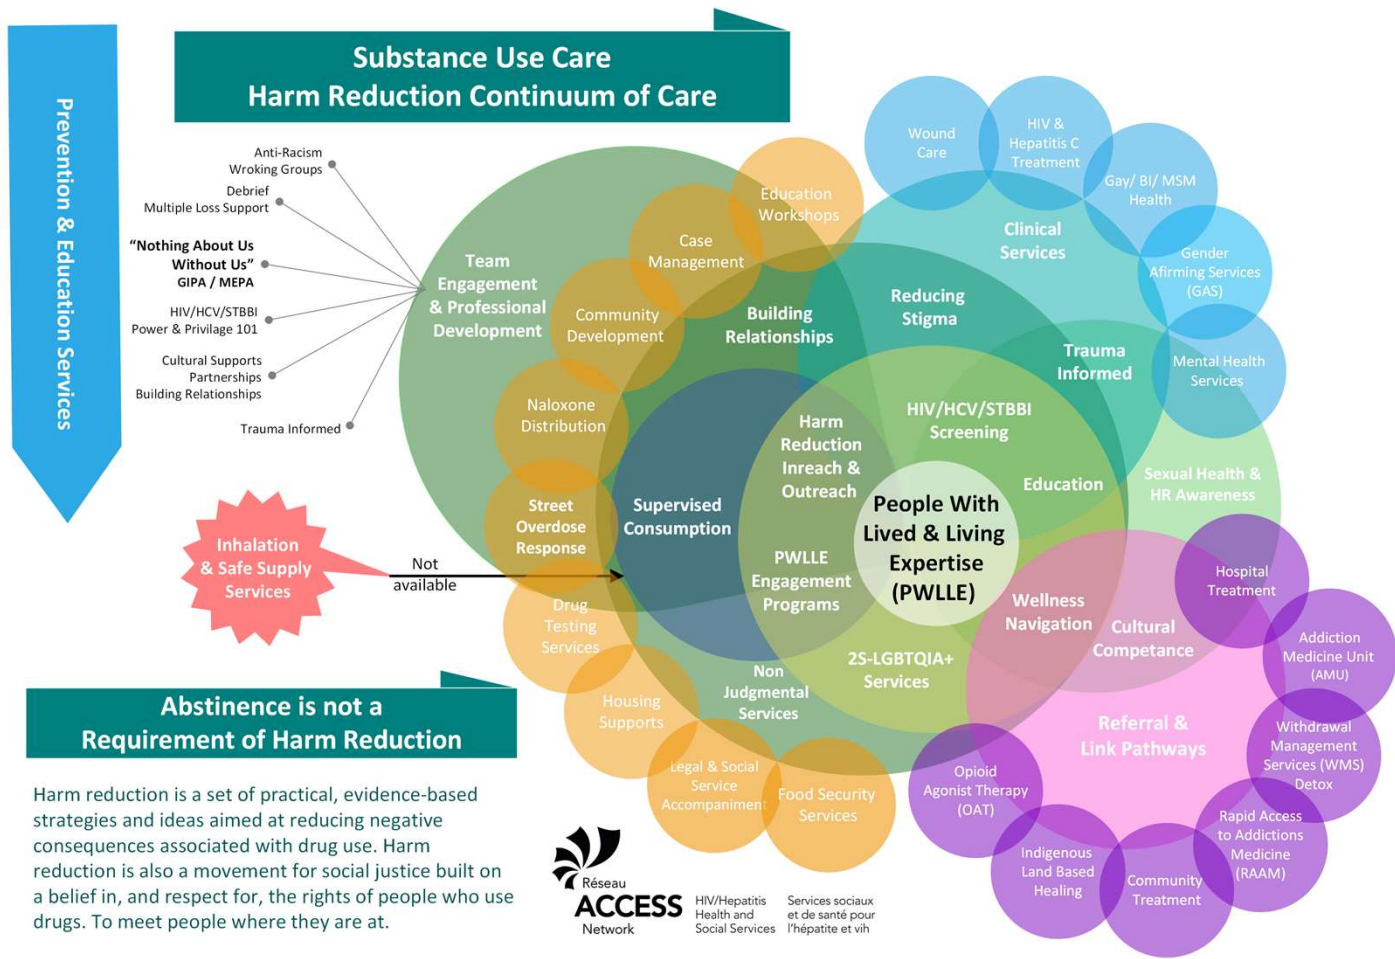 Substance Use Care
Harm Reduction Continuum of Care
Prevention & Education Services
Anti-Racism
Wroking Groups
Debrief
Multiple Loss Support
“Nothing About Us
Without Us”
GIPA / MEPA
HIV/HCV/STBBI
Power & Privilage 101
Cultural Supports
Partnerships
Building Relationships
Trauma Informed
Team
Engagement
& Professional
Development
Education
Workshops
Case
Management
Community
Development
Naloxone
Distribution
Street
Overdose
Response
Drug
Testing
Services
Housing
Supports
Legal & Social
Service
Accompaniment
Food Security
Services
Building
Relationships
Reducing
Stigma
Supervised
Consumption
Harm
Reduction
Inreach &
Outreach
HIV/HCV/STBBI
Screening
Education
People With
Lived & Living
Expertise
(PWLLE)
PWLLE
Engagement
Programs
2S-LGBTQIA+
Services
Non
Judgmental
Services
Wellness
Navigation
Cultural
Competance
Trauma
Informed
Clinical
Services
Wound
Care
HIV &
Hepatitis C
Treatment
Gay/ BI/ MSM
Health
Gender
Afirming Services
(GAS)
Mental Health
Services
Sexual Health &
HR Awareness
Referral &
Link Pathways
Hospital
Treatment
Addiction
Medicine Unit
(AMU)
Withdrawal
Management
Services (WMS)
Detox
Rapid Access
to Addictions
Medicine
(RAAM)
Community
Treatment
Indigenous
Land Based
Healing
Opioid
Agonist Therapy
(OAT)
Inhalation
& Safe Supply
Services
Not
available
Abstinence is not a
Requirement of Harm Reduction
Harm reduction is a set of practical, evidence-based
strategies and ideas aimed at reducing negative
consequences associated with drug use. Harm
reduction is also a movement for social justice built on
a belief in, and respect for, the rights of people who use
drugs. To meet people where they are at.
Réseau
ACCESS
Network
HIV/Hepatitis
Health and
Social Services
Services sociaux
et de santé pour
l'hépatite et vih